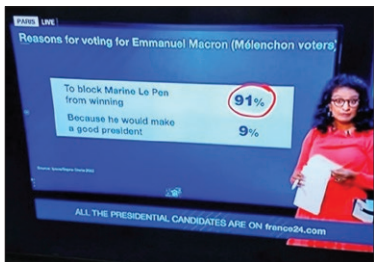 PARIS LIVE
Reasons for voting for Emmanuel Macron (Mélenchon voters)
To block Marine Le Pen
from winning
91%
Because he would make
a good president
9%
ALL THE PRESIDENTIAL CANDIDATES ARE ON france24.com